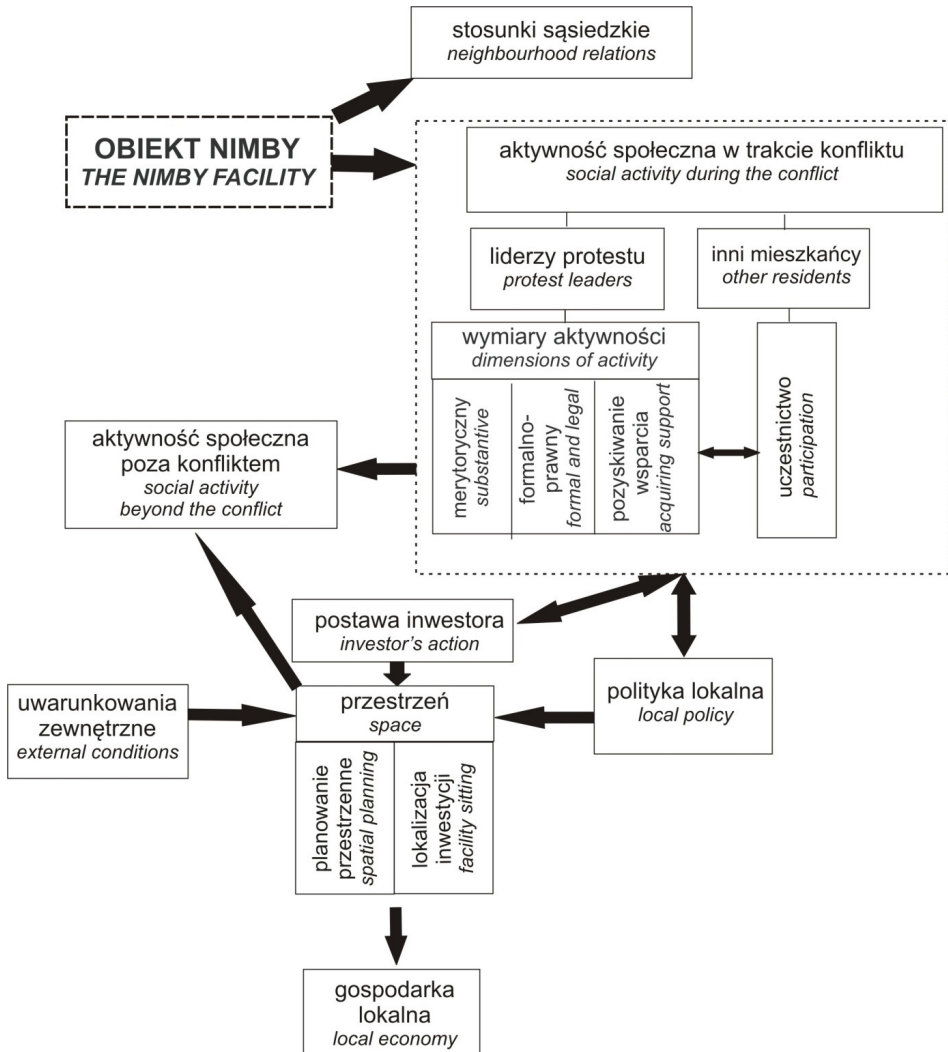 stosunki sąsiedzkie
neighbourhood relations
OBIEKT NIMBY
THE NIMBY FACILITY
aktywność społeczna w trakcie konfliktu
social activity during the conflict
liderzy protestu
protest leaders
inni mieszkańcy
other residents
wymiary aktywności
dimensions of activity
merytoryczny
substantive
formalno-
prawny
formal and legal
pozyskiwanie
wsparcia
acquiring support
uczestnictwo
participation
aktywność społeczna
poza konfliktem
social activity
beyond the conflict
postawa inwestora
investor's action
uwarunkowania
zewnętrzne
external conditions
przestrzeń
space
polityka lokalna
local policy
planowanie
przestrzenne
spatial planning
lokalizacja
inwestycji
facility sitting
gospodarka
lokalna
local economy